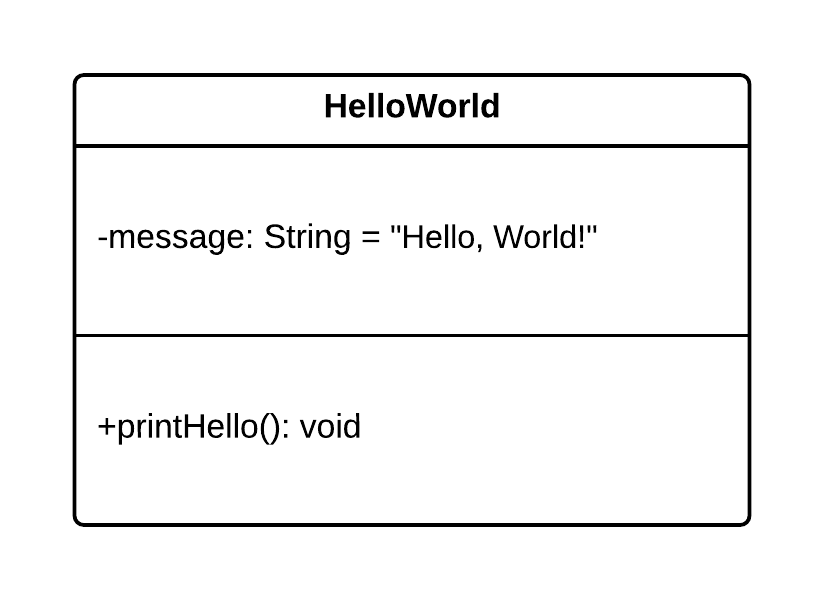 HelloWorld
-message: String = "Hello, World!"
+printHello(): void